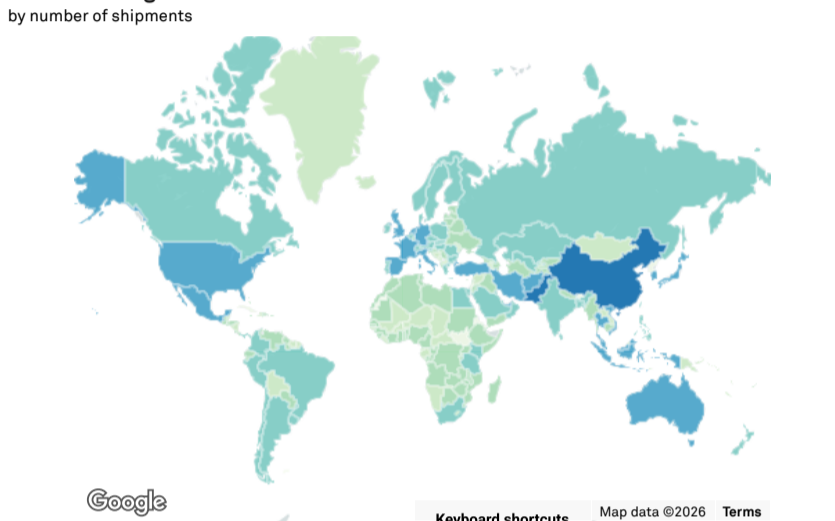 by number of shipments
Google
Keyboard shortcuts
Map data ©2026
Terms